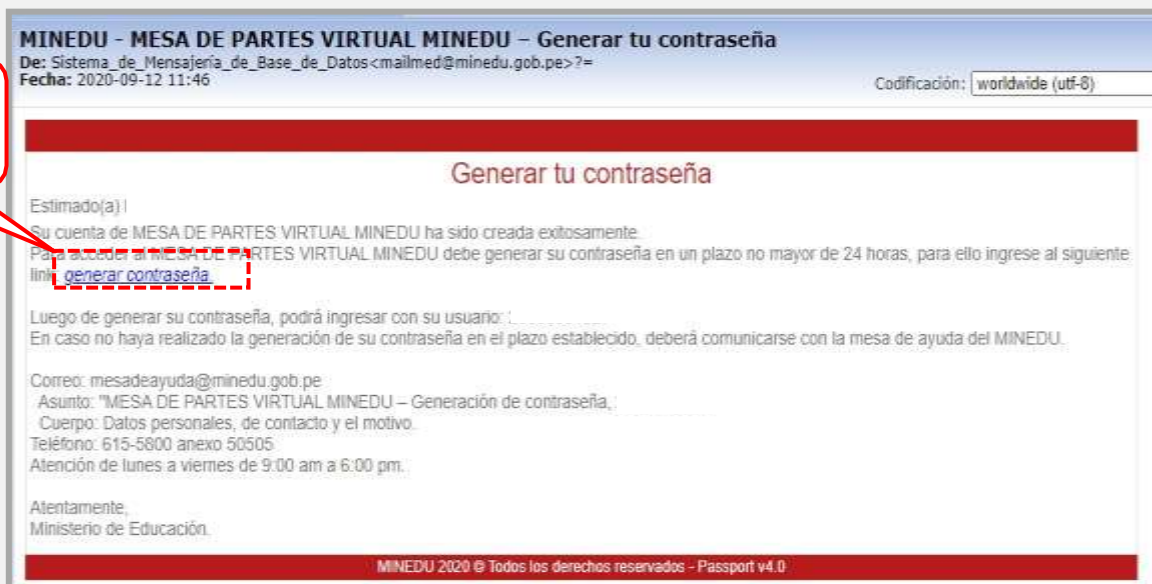 MINEDU - MESA DE PARTES VIRTUAL MINEDU – Generar tu contraseña
De: Sistema_de_Mensajería_de_Base_de_Datos<mailmed@minedu.gob.pe>?=
Fecha: 2020-09-12 11:46
Codificación: worldwide (utf-8)
Generar tu contraseña
Estimado(a)
Su cuenta de MESA DE PARTES VIRTUAL MINEDU ha sido creada exitosamente.
Para acceder al MESA DE PARTES VIRTUAL MINEDU debe generar su contraseña en un plazo no mayor de 24 horas, para ello ingrese al siguiente
link: generar contraseña.
Luego de generar su contraseña, podrá ingresar con su usuario:
En caso no haya realizado la generación de su contraseña en el plazo establecido, deberá comunicarse con la mesa de ayuda del MINEDU.
Correo: mesadeayuda@minedu.gob.pe
Asunto: "MESA DE PARTES VIRTUAL MINEDU – Generación de contraseña,
Cuerpo: Datos personales, de contacto y el motivo.
Teléfono: 615-5800 anexo 50505
Atención de lunes a viernes de 9:00 am a 6:00 pm.
Atentamente,
Ministerio de Educación.
MINEDU 2020 © Todos los derechos reservados - Passport v4.0